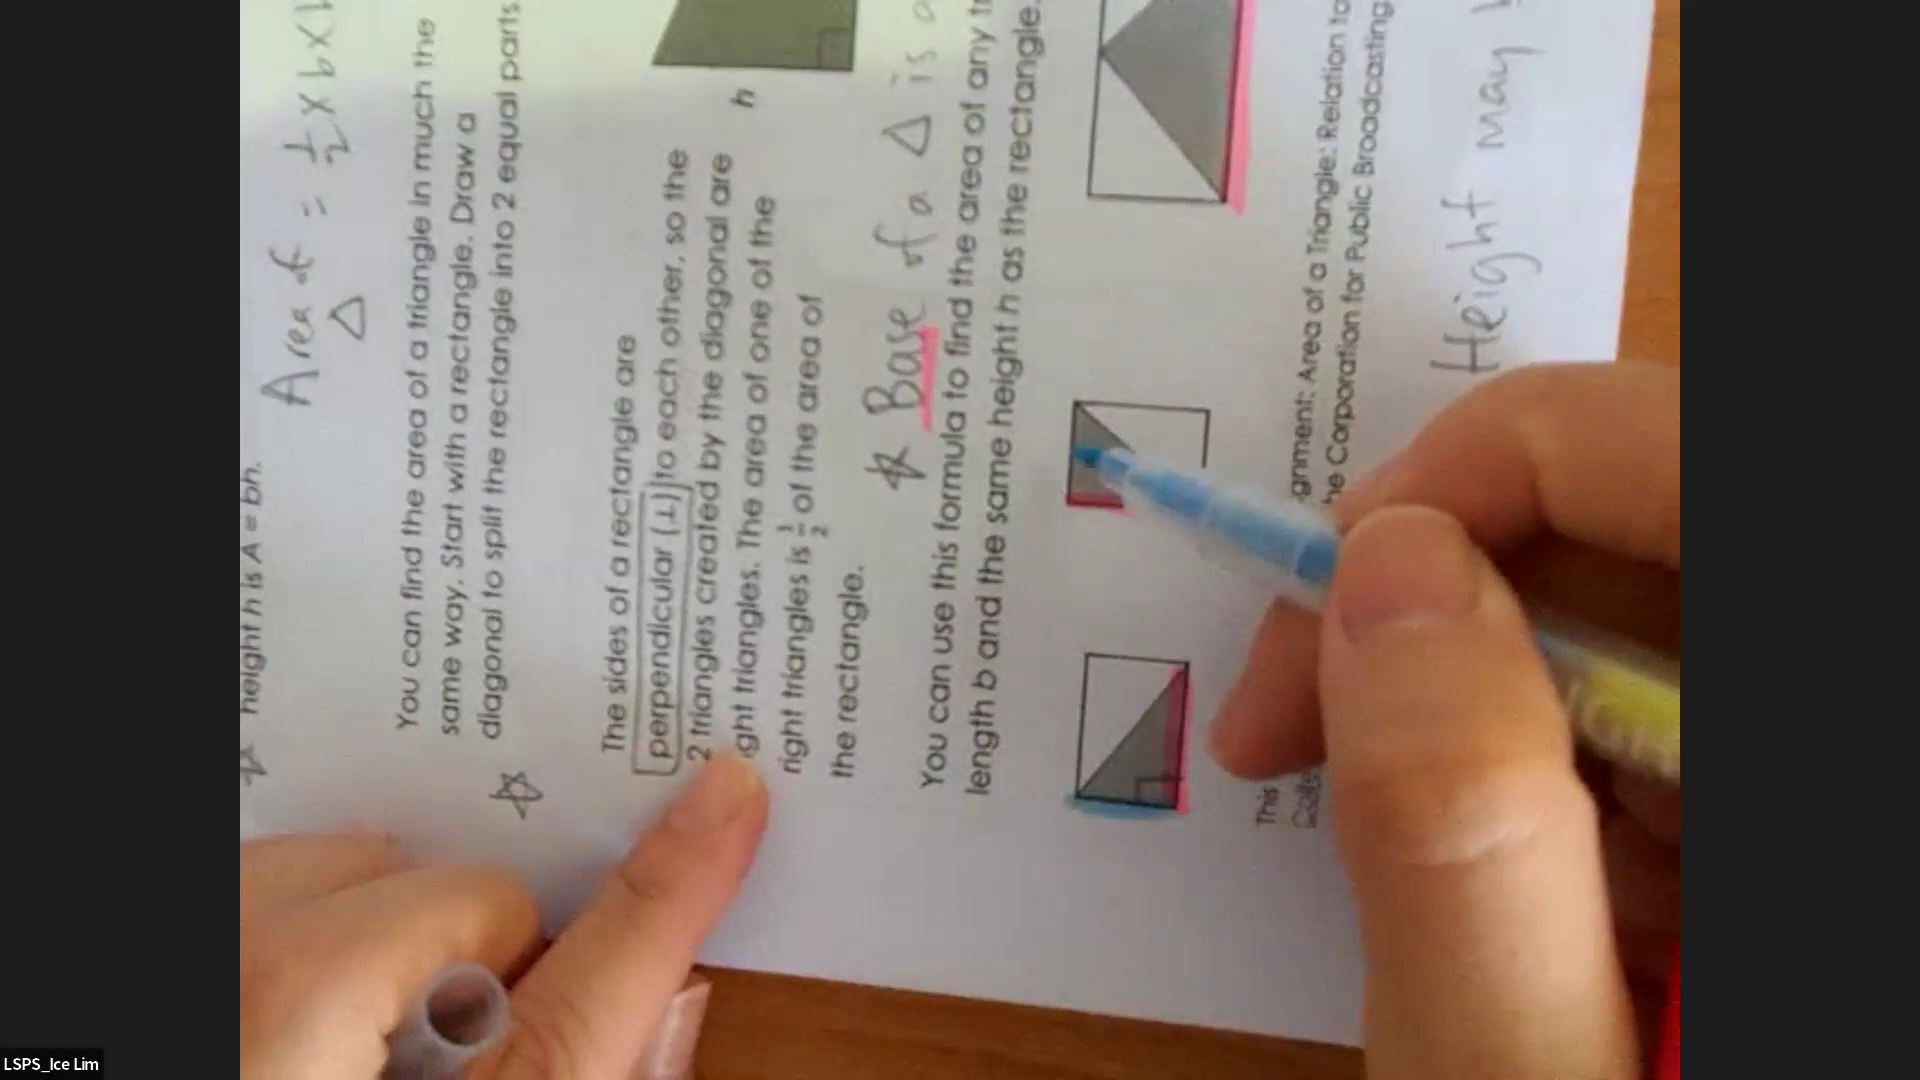 height h is A = bh.
Area of = 1/2 x b x
△
You can find the area of a triangle in much the
same way. Start with a rectangle. Draw a
diagonal to split the rectangle into 2 equal parts.
The sides of a rectangle are
perpendicular (⊥) to each other, so the
2 triangles created by the diagonal are
ght triangles. The area of one of the
right triangles is 1/2 of the area of
the rectangle.
h
☆ Base of a △ is
You can use this formula to find the area of any
length b and the same height h as the rectangle.
This
gnment: Area of a Triangle: Relation to
he Corporation for Public Broadcasting
Height may
LSPS_Ice Lim